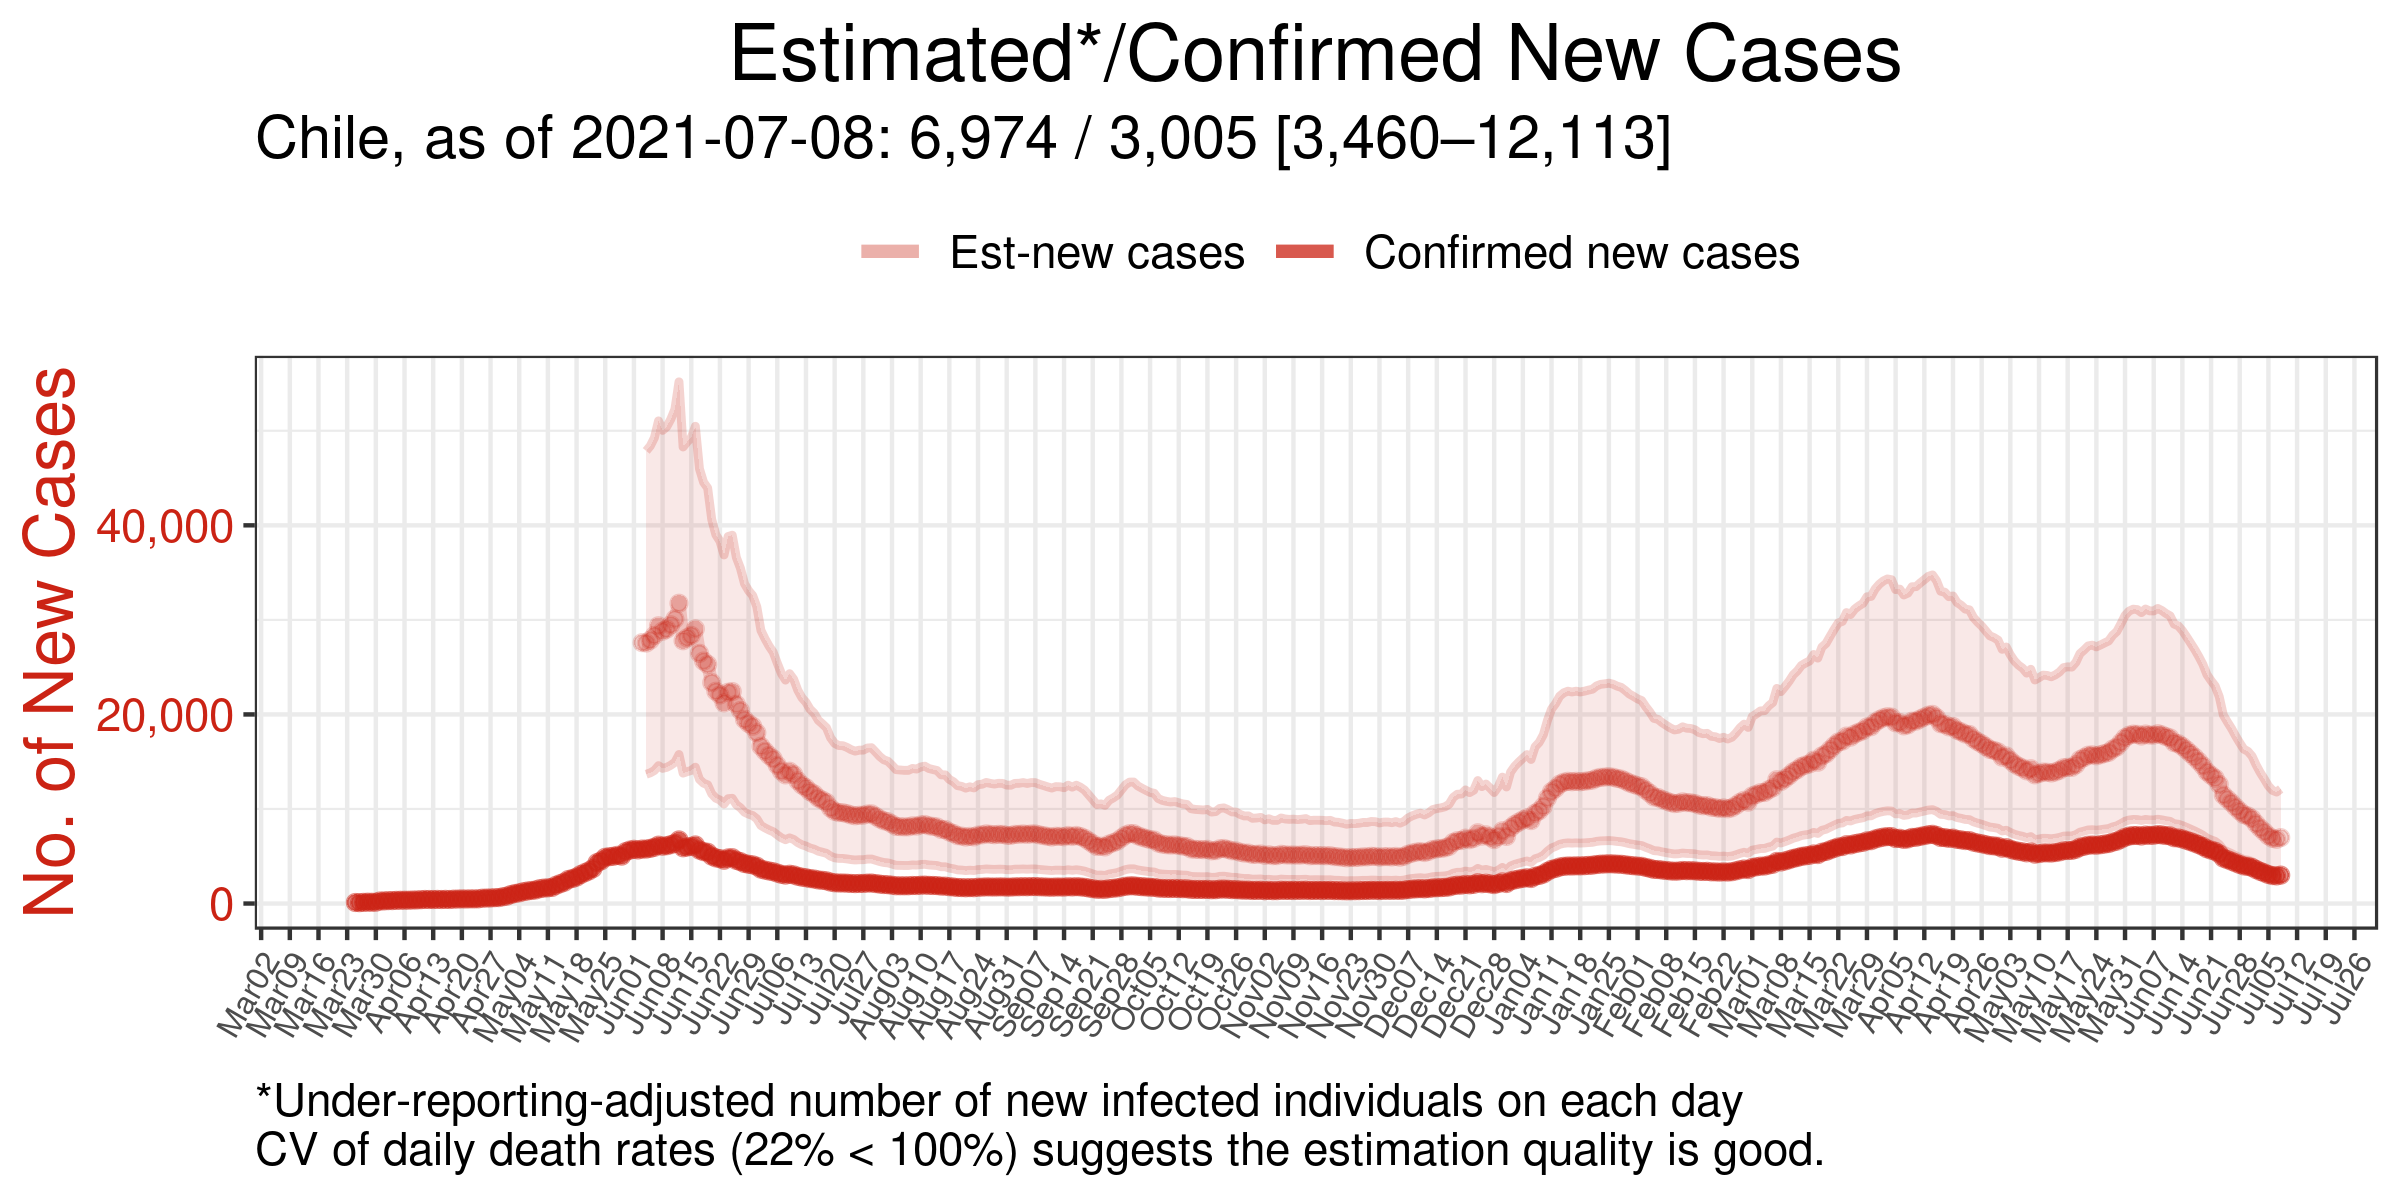 Estimated*/Confirmed New Cases
Chile, as of 2021-07-08: 6,974 / 3,005 [3,460–12,113]
Est-new cases
Confirmed new cases
No. of New Cases
40,000
20,000
0
Mar02
Mar09
Mar16
Mar23
Mar30
Apr06
Apr13
Apr20
Apr27
May04
May11
May18
May25
Jun01
Jun08
Jun15
Jun22
Jun29
Jul06
Jul13
Jul20
Jul27
Aug03
Aug10
Aug17
Aug24
Aug31
Sep07
Sep14
Sep21
Sep28
Oct05
Oct12
Oct19
Oct26
Nov02
Nov09
Nov16
Nov23
Nov30
Dec07
Dec14
Dec21
Dec28
Jan04
Jan11
Jan18
Jan25
Feb01
Feb08
Feb15
Feb22
Mar01
Mar08
Mar15
Mar22
Mar29
Apr05
Apr12
Apr19
Apr26
May03
May10
May17
May24
May31
Jun07
Jun14
Jun21
Jun28
Jul05
Jul12
Jul19
Jul26
*Under-reporting-adjusted number of new infected individuals on each day
CV of daily death rates (22% < 100%) suggests the estimation quality is good.